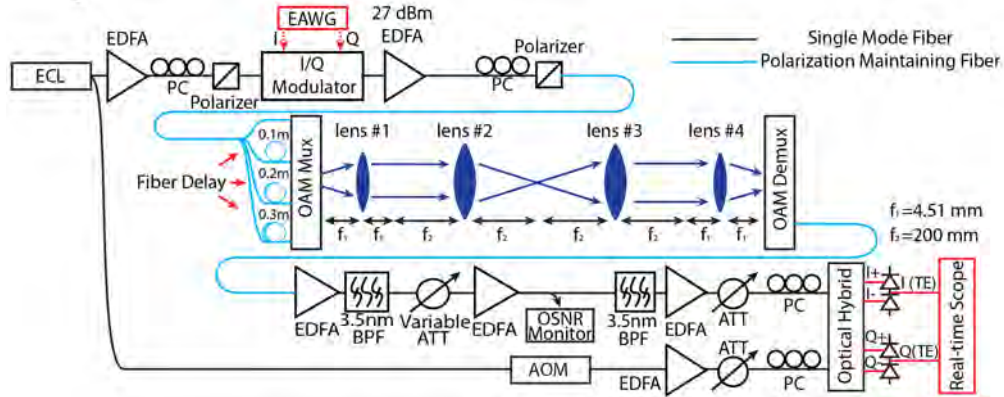 EAWG
27 dBm
EDFA
I
Q
EDFA
Polarizer
Single Mode Fiber
ECL
I/Q
Modulator
PC
Polarizer
PC
Polarization Maintaining Fiber
0.1m
0.2m
0.3m
Fiber Delay
OAM Mux
lens #1
lens #2
lens #3
lens #4
OAM Demux
f₁
f₁
f₂
f₂
f₂
f₂
f₁
f₁
f₁=4.51 mm
f₂=200 mm
EDFA
3.5nm
BPF
Variable
ATT
EDFA
OSNR
Monitor
3.5nm
BPF
EDFA
ATT
PC
Optical Hybrid
I+
I-
I (TE)
Q+
Q-
Q(TE)
Real-time Scope
AOM
EDFA
ATT
PC